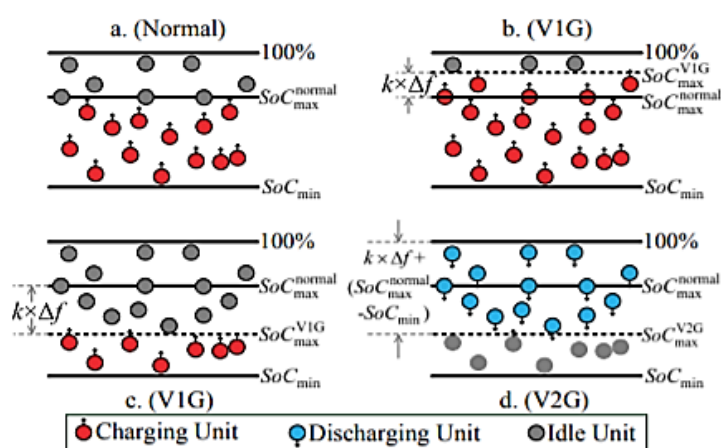 a. (Normal)
100%
SoC_max^normal
SoC_min
b. (V1G)
100%
k×Δf
SoC_max^V1G
SoC_max^normal
SoC_min
100%
SoC_max^normal
k×Δf
SoC_max^V1G
SoC_min
c. (V1G)
100%
k×Δf +
(SoC_max^normal
-SoC_min)
SoC_max^normal
SoC_max^V2G
SoC_min
d. (V2G)
Charging Unit
Discharging Unit
Idle Unit